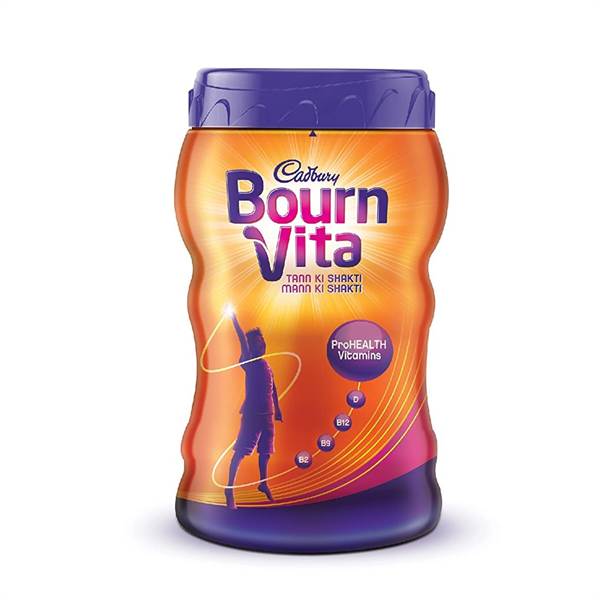 Cadbury
Bourn
Vita
TANN KI SHAKTI
MANN KI SHAKTI
ProHEALTH
Vitamins
D
B12
B9
B2